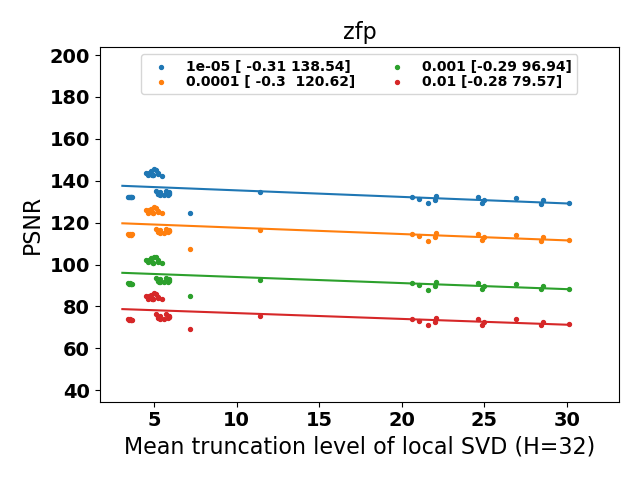 zfp
1e-05 [ -0.31 138.54]
0.0001 [ -0.3  120.62]
0.001 [-0.29 96.94]
0.01 [-0.28 79.57]
PSNR
200
180
160
140
120
100
80
60
40
5 10 15 20 25 30
Mean truncation level of local SVD (H=32)